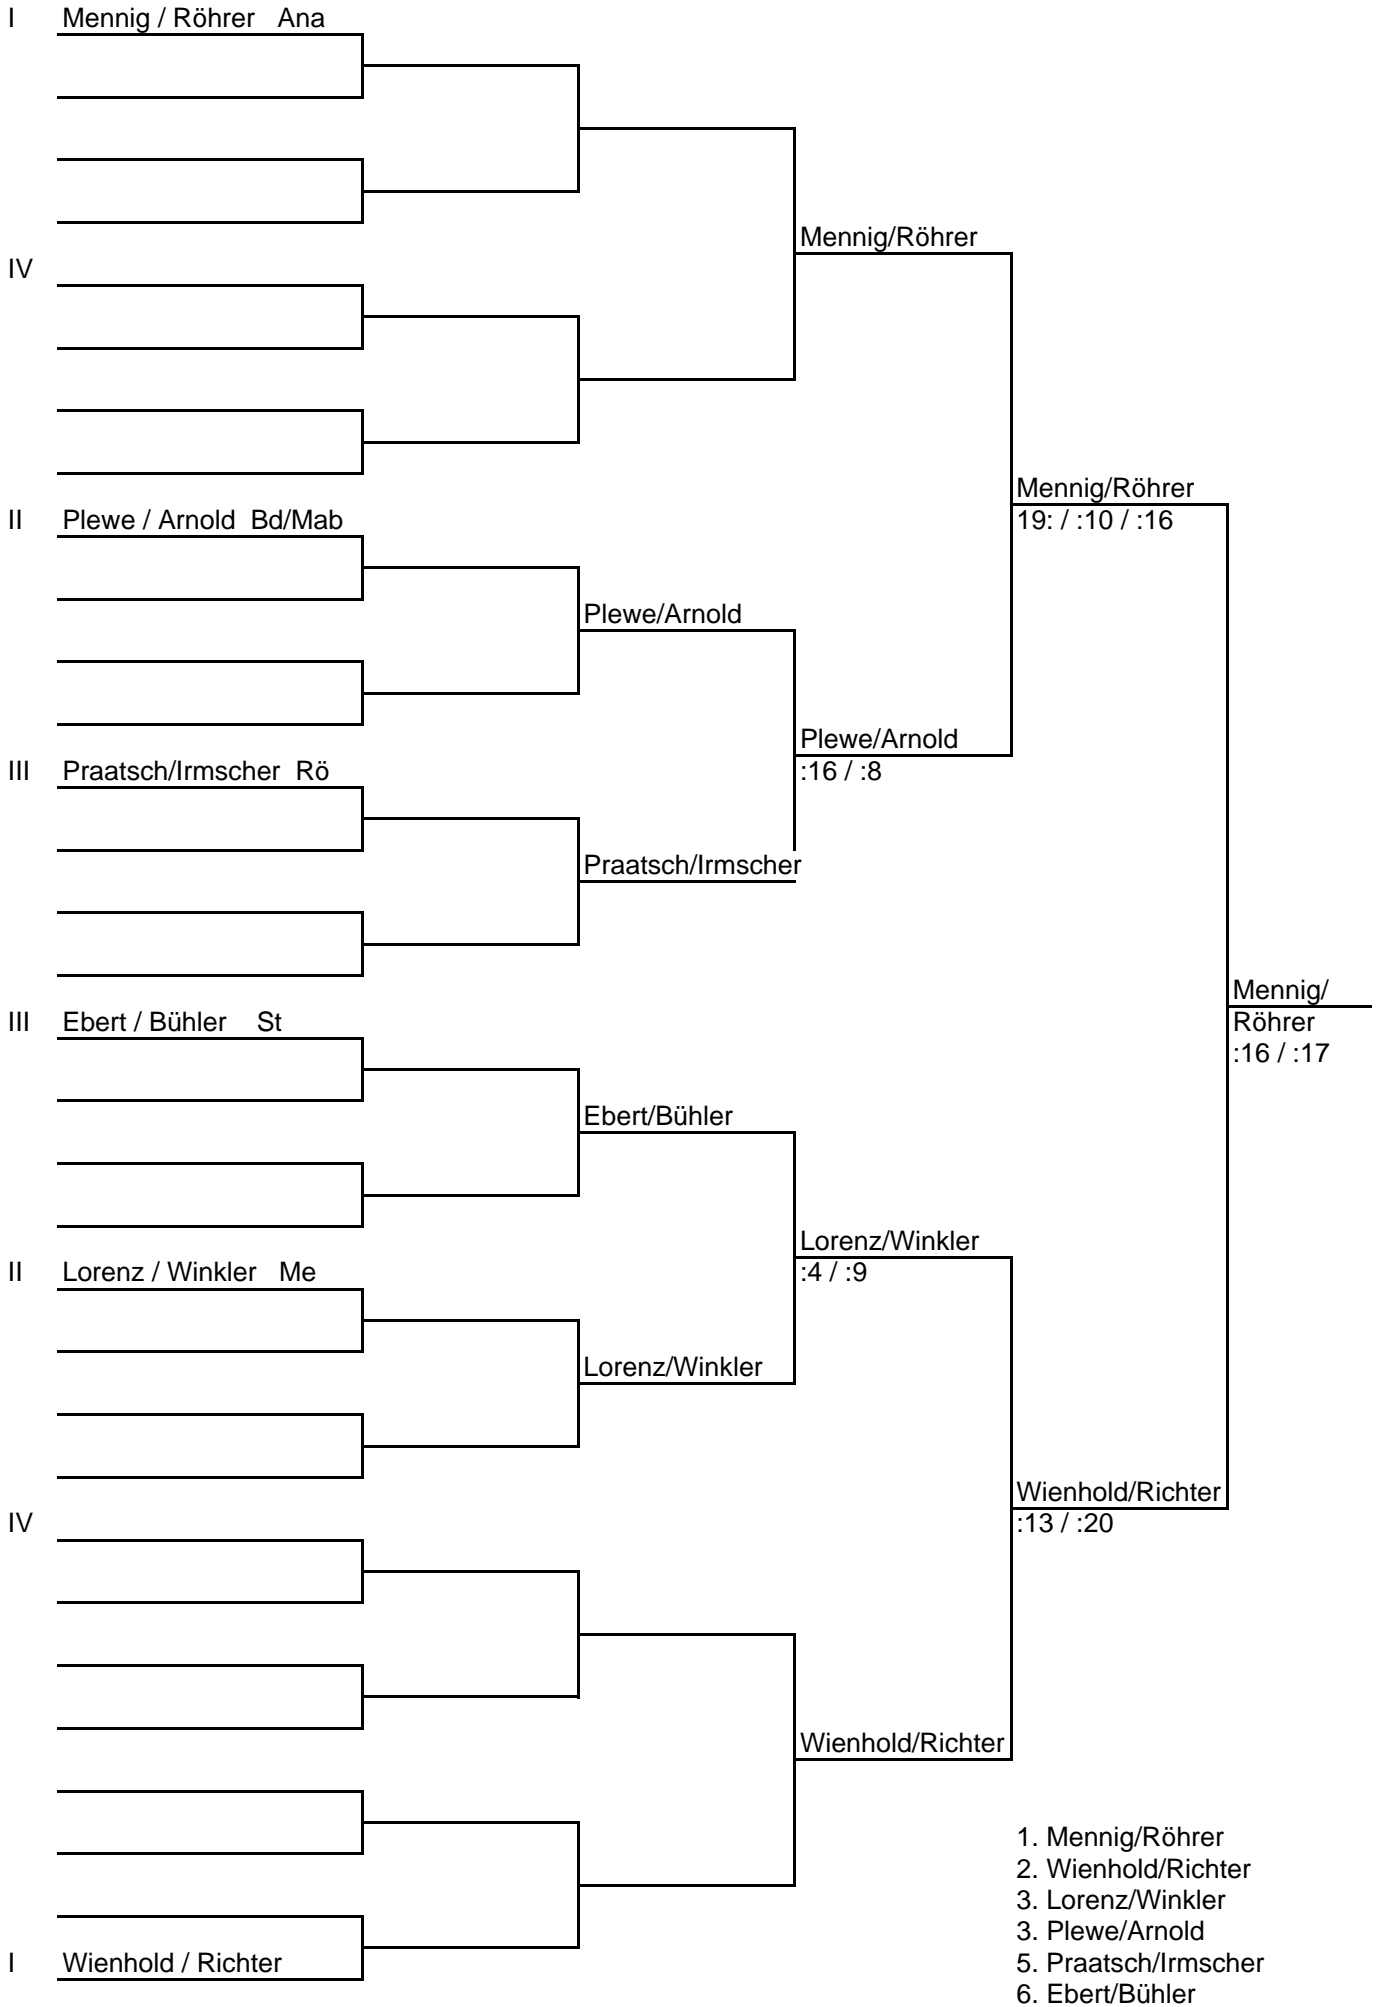 I Mennig / Röhrer Ana
Mennig/Röhrer
IV
Mennig/Röhrer
19: / :10 / :16
II Plewe / Arnold Bd/Mab
Plewe/Arnold
Plewe/Arnold
:16 / :8
III Praatsch/Irmscher Rö
Praatsch/Irmscher
Mennig/
Röhrer
:16 / :17
III Ebert / Bühler St
Ebert/Bühler
Lorenz/Winkler
:4 / :9
II Lorenz / Winkler Me
Lorenz/Winkler
Wienhold/Richter
:13 / :20
IV
Wienhold/Richter
I Wienhold / Richter
1. Mennig/Röhrer
2. Wienhold/Richter
3. Lorenz/Winkler
3. Plewe/Arnold
5. Praatsch/Irmscher
6. Ebert/Bühler